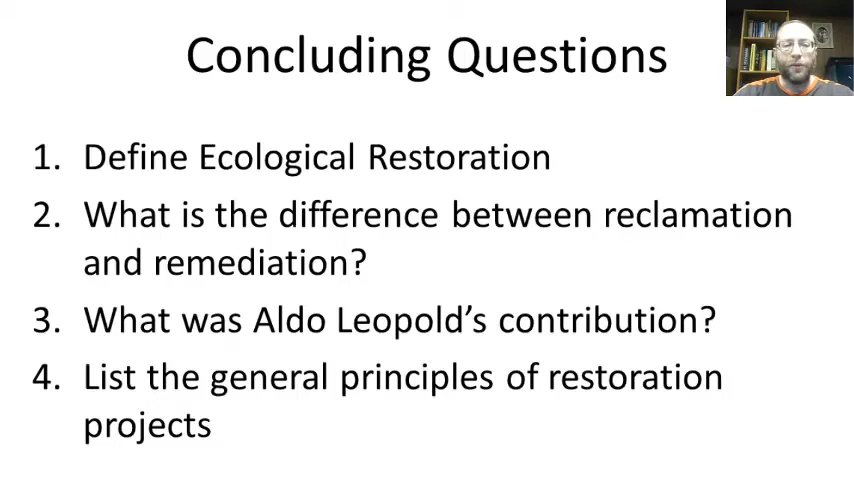 Concluding Questions
1. Define Ecological Restoration
2. What is the difference between reclamation
and remediation?
3. What was Aldo Leopold’s contribution?
4. List the general principles of restoration
projects